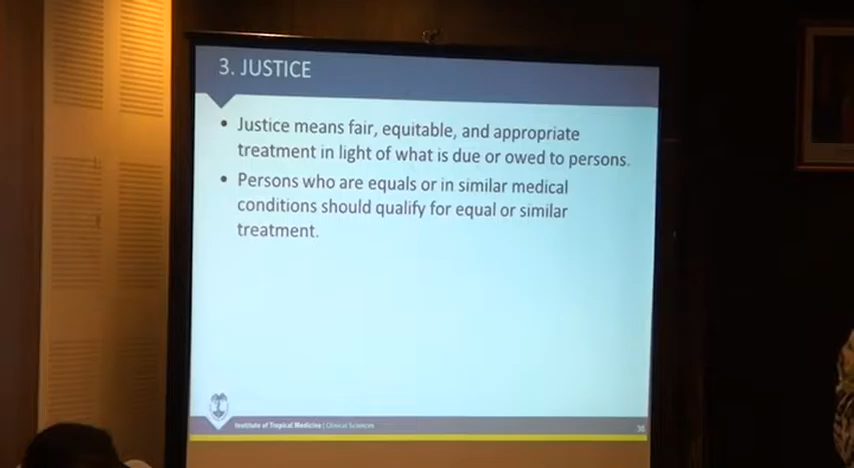 3. JUSTICE
• Justice means fair, equitable, and appropriate
treatment in light of what is due or owed to persons.
• Persons who are equals or in similar medical
conditions should qualify for equal or similar
treatment.
Institute of Tropical Medicine | Clinical Sciences